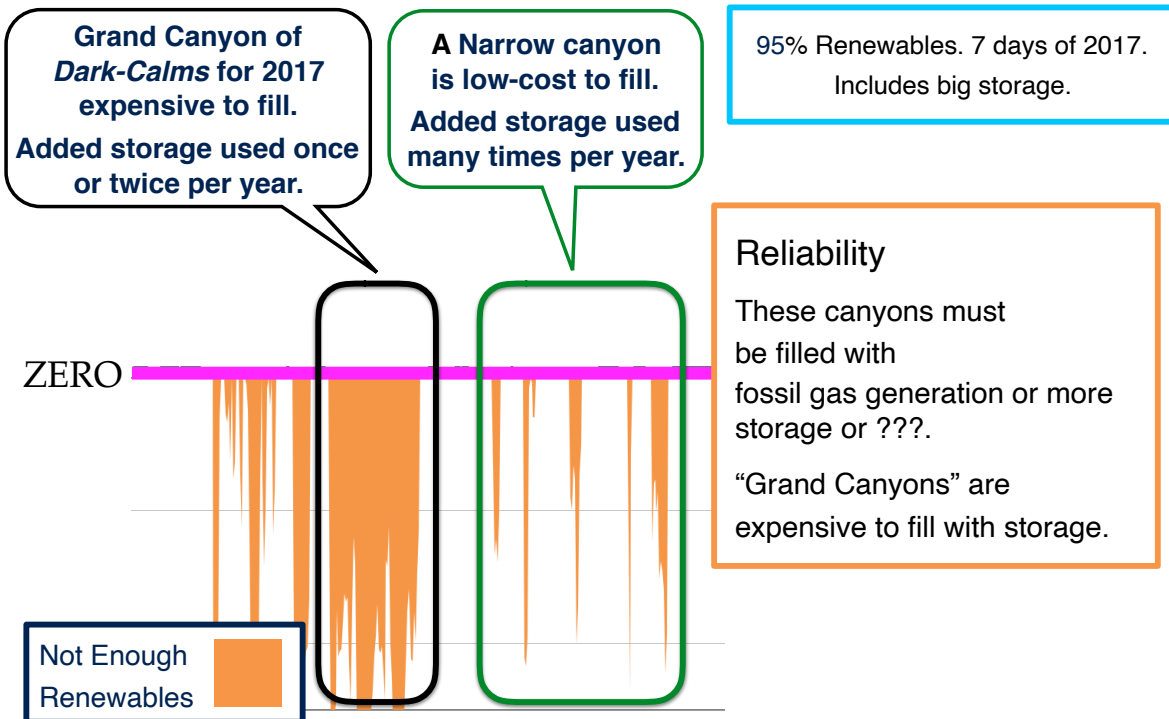 Grand Canyon of
Dark-Calms for 2017
expensive to fill.
Added storage used once
or twice per year.
A Narrow canyon
is low-cost to fill.
Added storage used
many times per year.
95% Renewables. 7 days of 2017.
Includes big storage.
Reliability
These canyons must
be filled with
fossil gas generation or more
storage or ???.
“Grand Canyons” are
expensive to fill with storage.
ZERO
Not Enough
Renewables